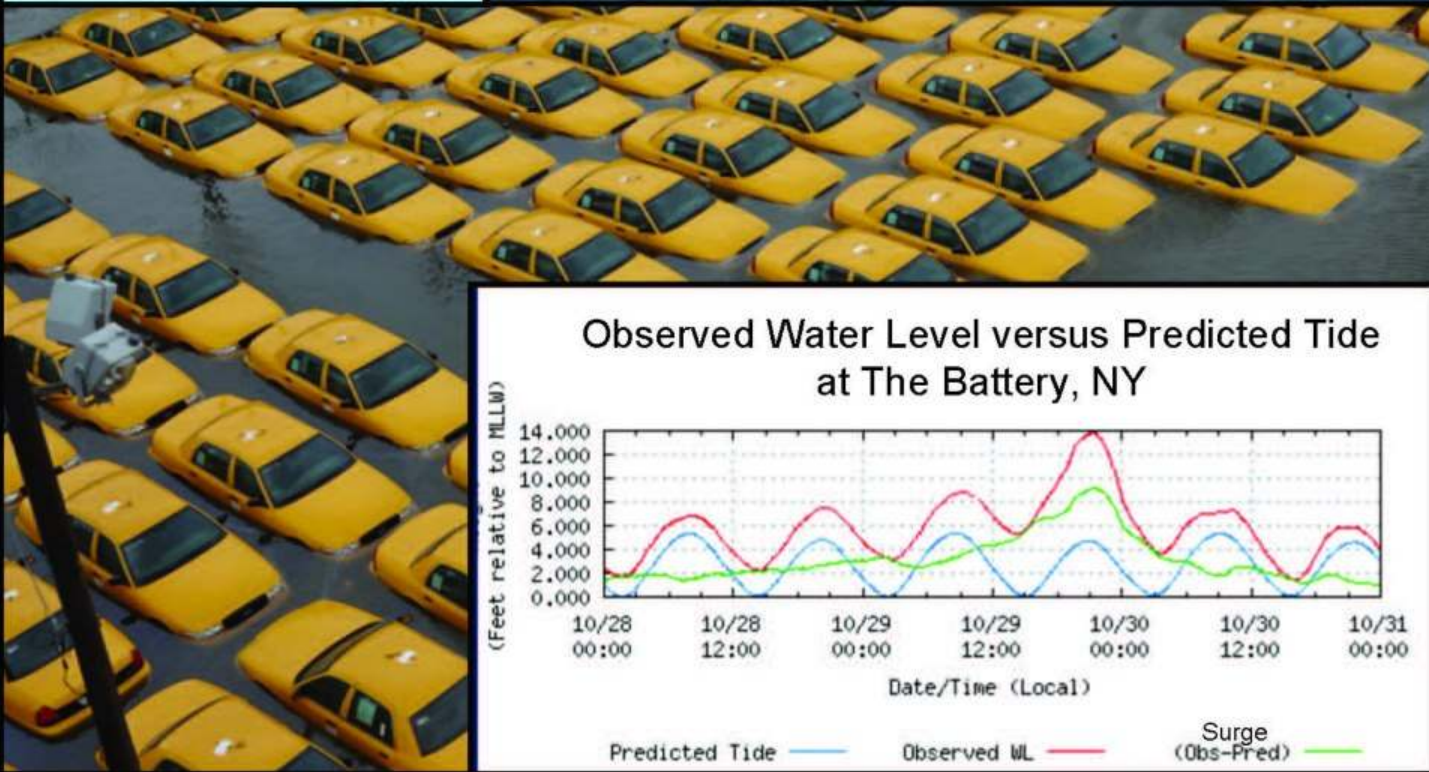 Observed Water Level versus Predicted Tide
at The Battery, NY
(Feet relative to MLLW)
14.000
12.000
10.000
8.000
6.000
4.000
2.000
0.000
10/28 10/28 10/29 10/29 10/30 10/30 10/31
00:00 12:00 00:00 12:00 00:00 12:00 00:00
Date/Time (Local)
Surge
Predicted Tide Observed WL (Obs-Pred)